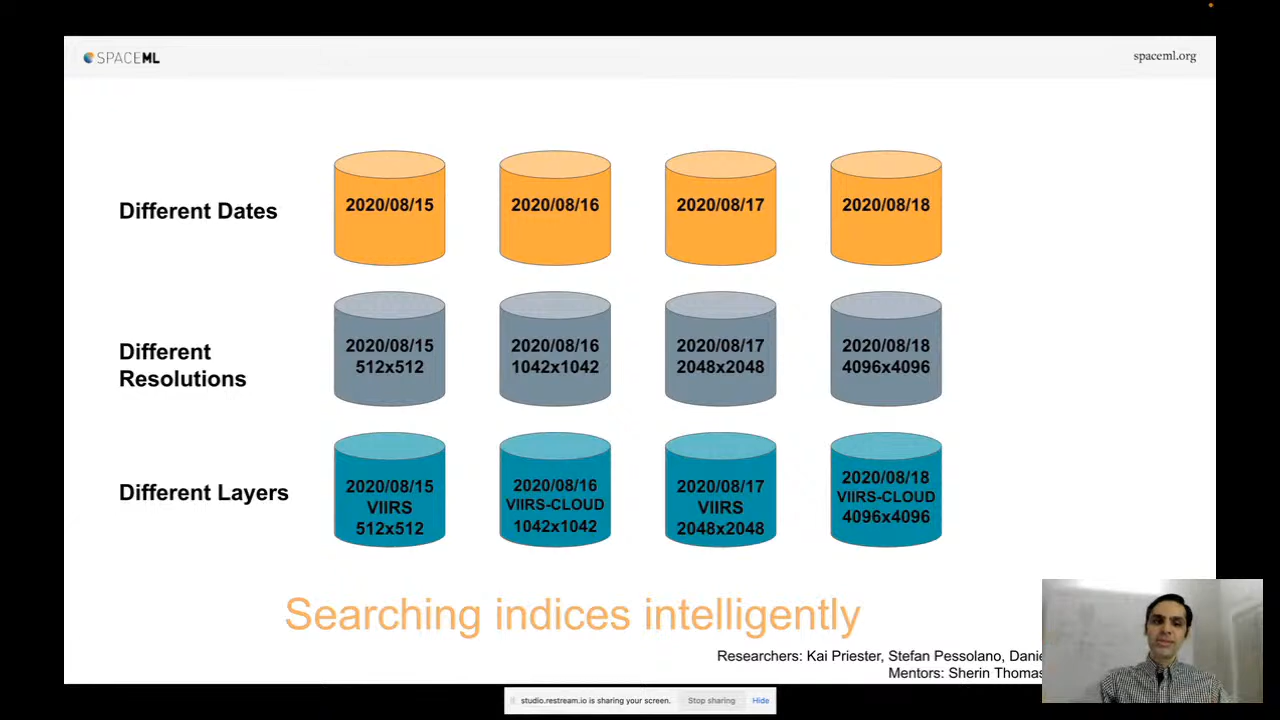 SPACEML
spaceml.org
Different Dates
2020/08/15
2020/08/16
2020/08/17
2020/08/18
Different
Resolutions
2020/08/15
512x512
2020/08/16
1042x1042
2020/08/17
2048x2048
2020/08/18
4096x4096
Different Layers
2020/08/15
VIIRS
512x512
2020/08/16
VIIRS-CLOUD
1042x1042
2020/08/17
VIIRS
2048x2048
2020/08/18
VIIRS-CLOUD
4096x4096
Searching indices intelligently
Researchers: Kai Priester, Stefan Pessolano, Danie
Mentors: Sherin Thomas
studio.restream.io is sharing your screen.
Stop sharing
Hide